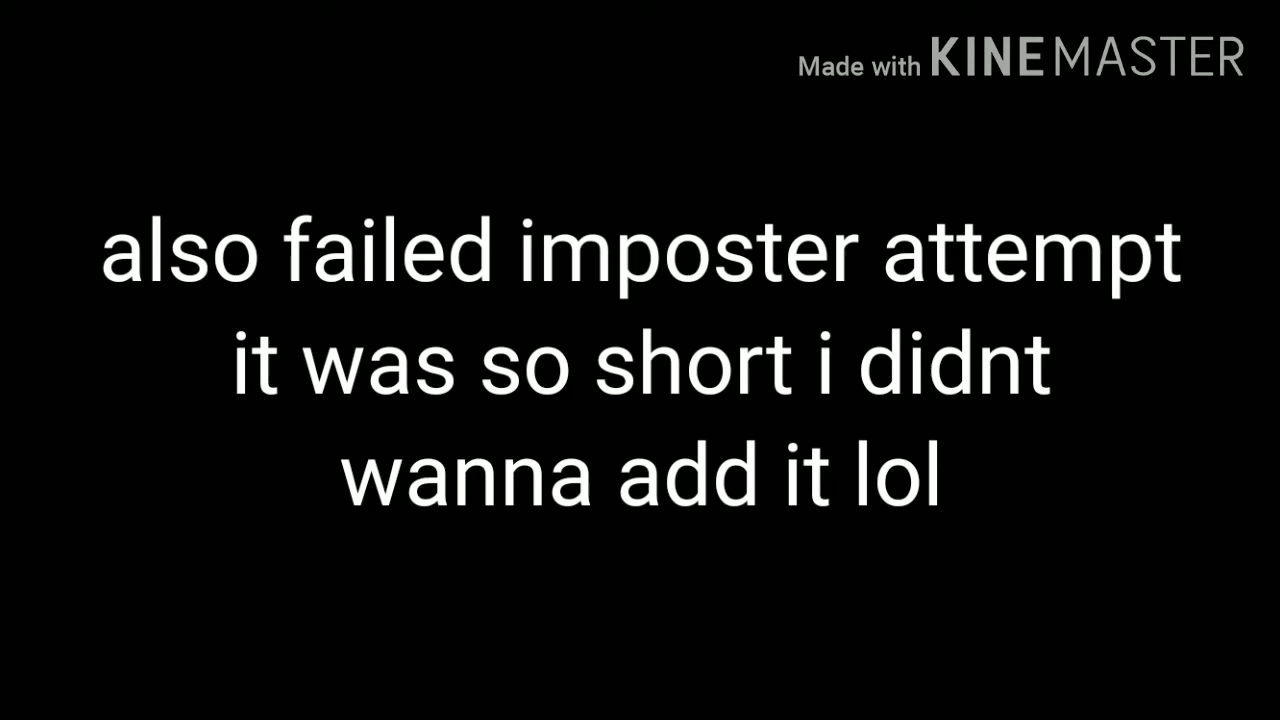 Made with KINEMASTER
also failed imposter attempt
it was so short i didnt
wanna add it lol